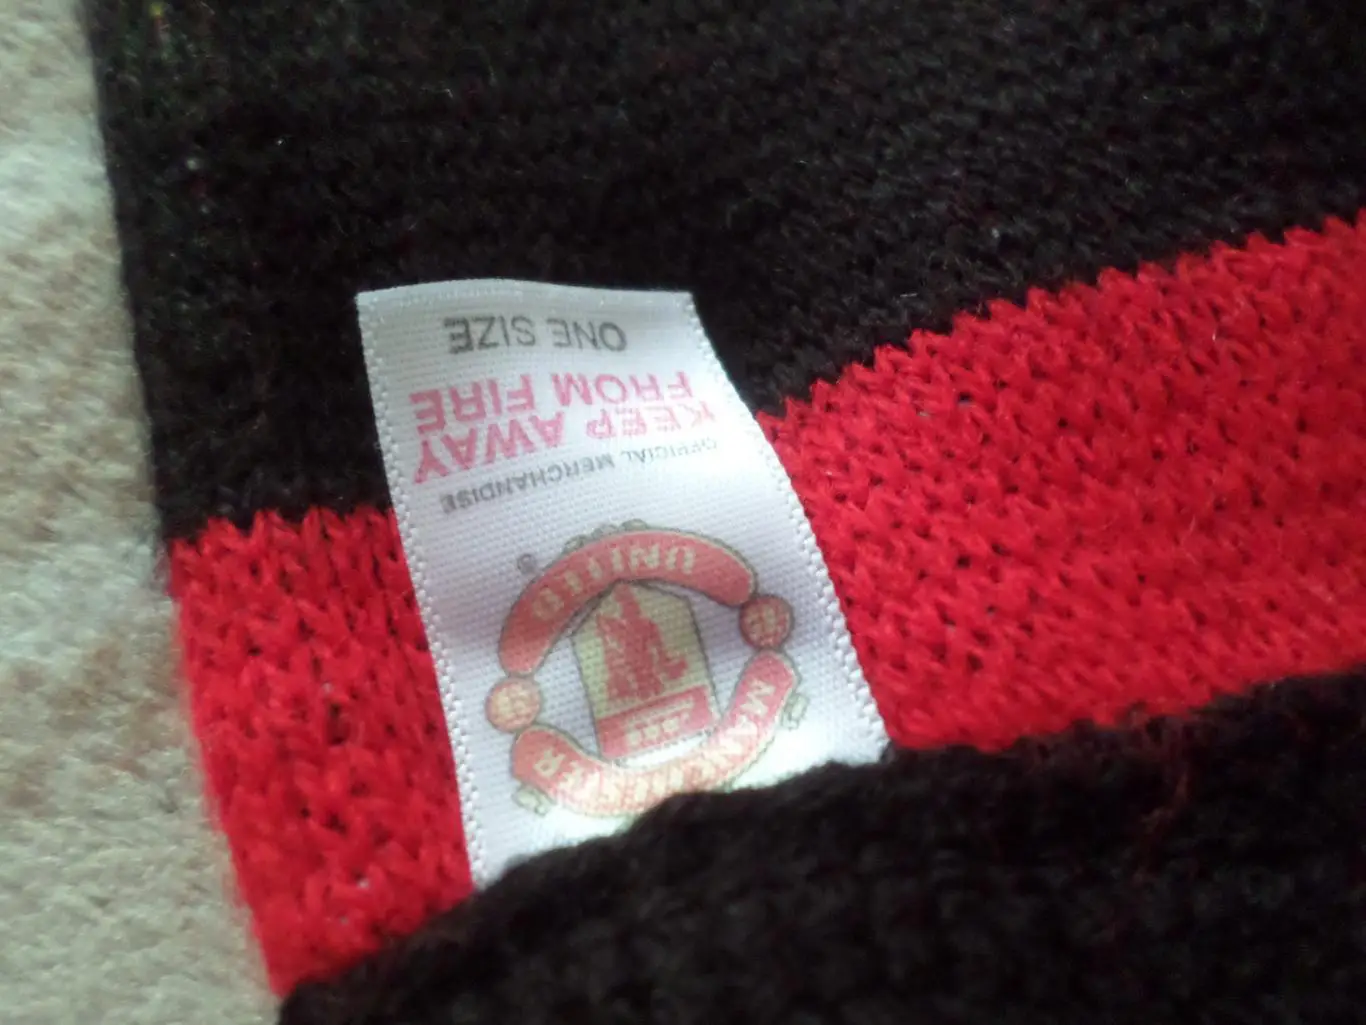 MANCHESTER
UNITED
OFFICIAL MERCHANDISE
KEEP AWAY
FROM FIRE
ONE SIZE